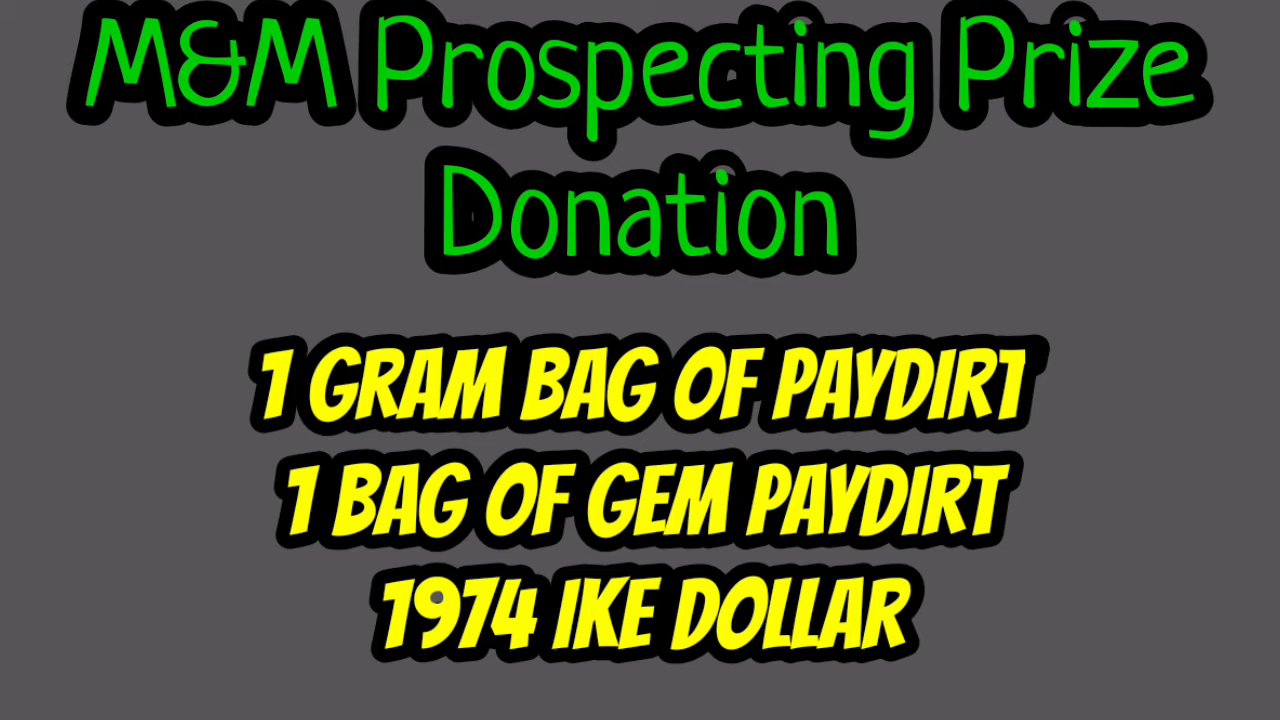 M&M Prospecting Prize
Donation
1 GRAM BAG OF PAYDIRT
1 BAG OF GEM PAYDIRT
1974 IKE DOLLAR